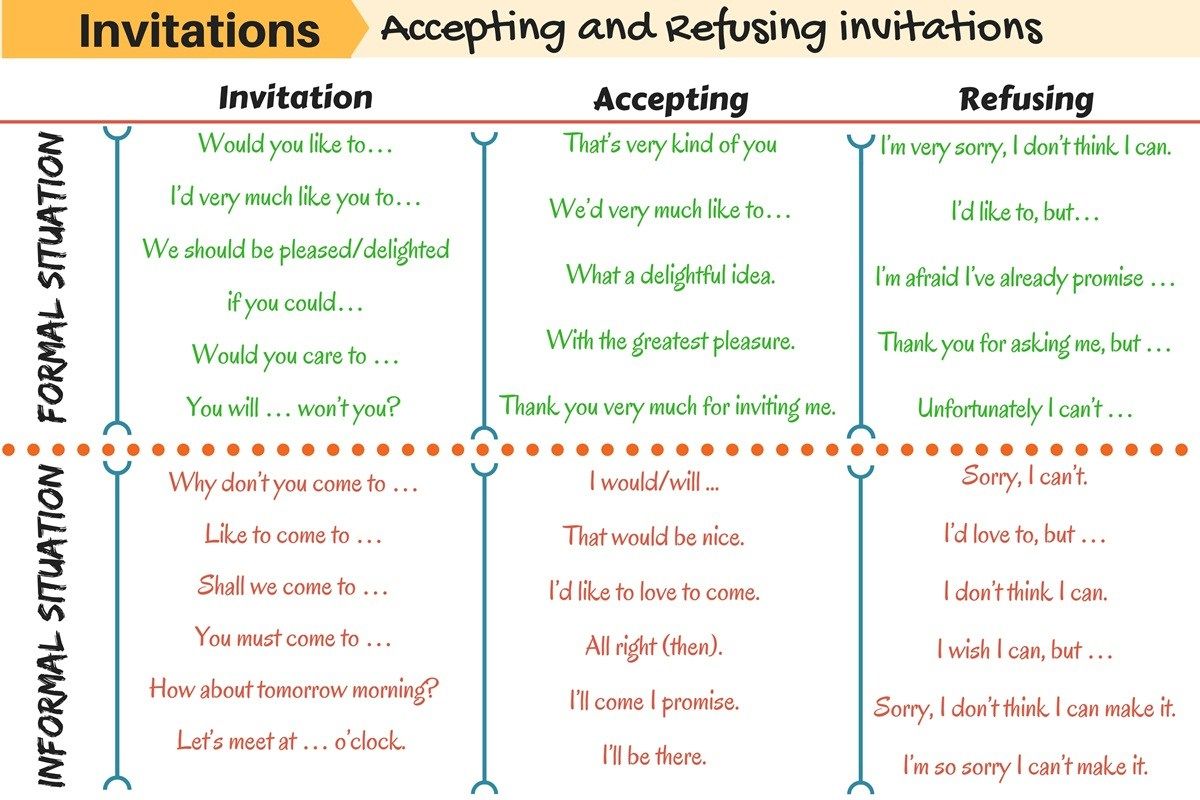 Invitations
Accepting and Refusing invitations
Invitation
Accepting
Refusing
FORMAL SITUATION
Would you like to...
I'd very much like you to...
We should be pleased/delighted
if you could...
Would you care to ...
You will ... won't you?
That's very kind of you
We'd very much like to...
What a delightful idea.
With the greatest pleasure.
Thank you very much for inviting me.
I'm very sorry, I don't think I can.
I'd like to, but...
I'm afraid I've already promise ...
Thank you for asking me, but ...
Unfortunately I can't ...
INFORMAL SITUATION
Why don't you come to ...
Like to come to ...
Shall we come to ...
You must come to ...
How about tomorrow morning?
Let's meet at ... o'clock.
I would/will ...
That would be nice.
I'd like to love to come.
All right (then).
I'll come I promise.
I'll be there.
Sorry, I can't.
I'd love to, but ...
I don't think I can.
I wish I can, but ...
Sorry, I don't think I can make it.
I'm so sorry I can't make it.